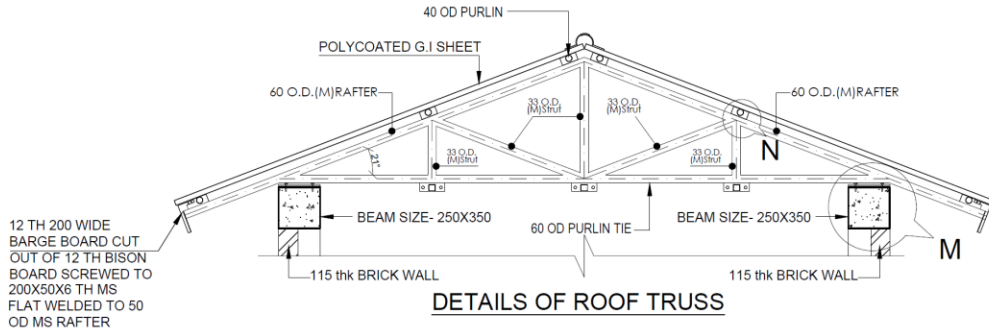 40 OD PURLIN
POLYCOATED G.I SHEET
60 O.D.(M)RAFTER
33 O.D.
(M)Strut
33 O.D.
(M)Strut
60 O.D.(M)RAFTER
21°
33 O.D.
(M)Strut
33 O.D.
(M)Strut
N
BEAM SIZE- 250X350
BEAM SIZE- 250X350
60 OD PURLIN TIE
M
12 TH 200 WIDE
BARGE BOARD CUT
OUT OF 12 TH BISON
BOARD SCREWED TO
200X50X6 TH MS
FLAT WELDED TO 50
OD MS RAFTER
115 thk BRICK WALL
115 thk BRICK WALL
DETAILS OF ROOF TRUSS